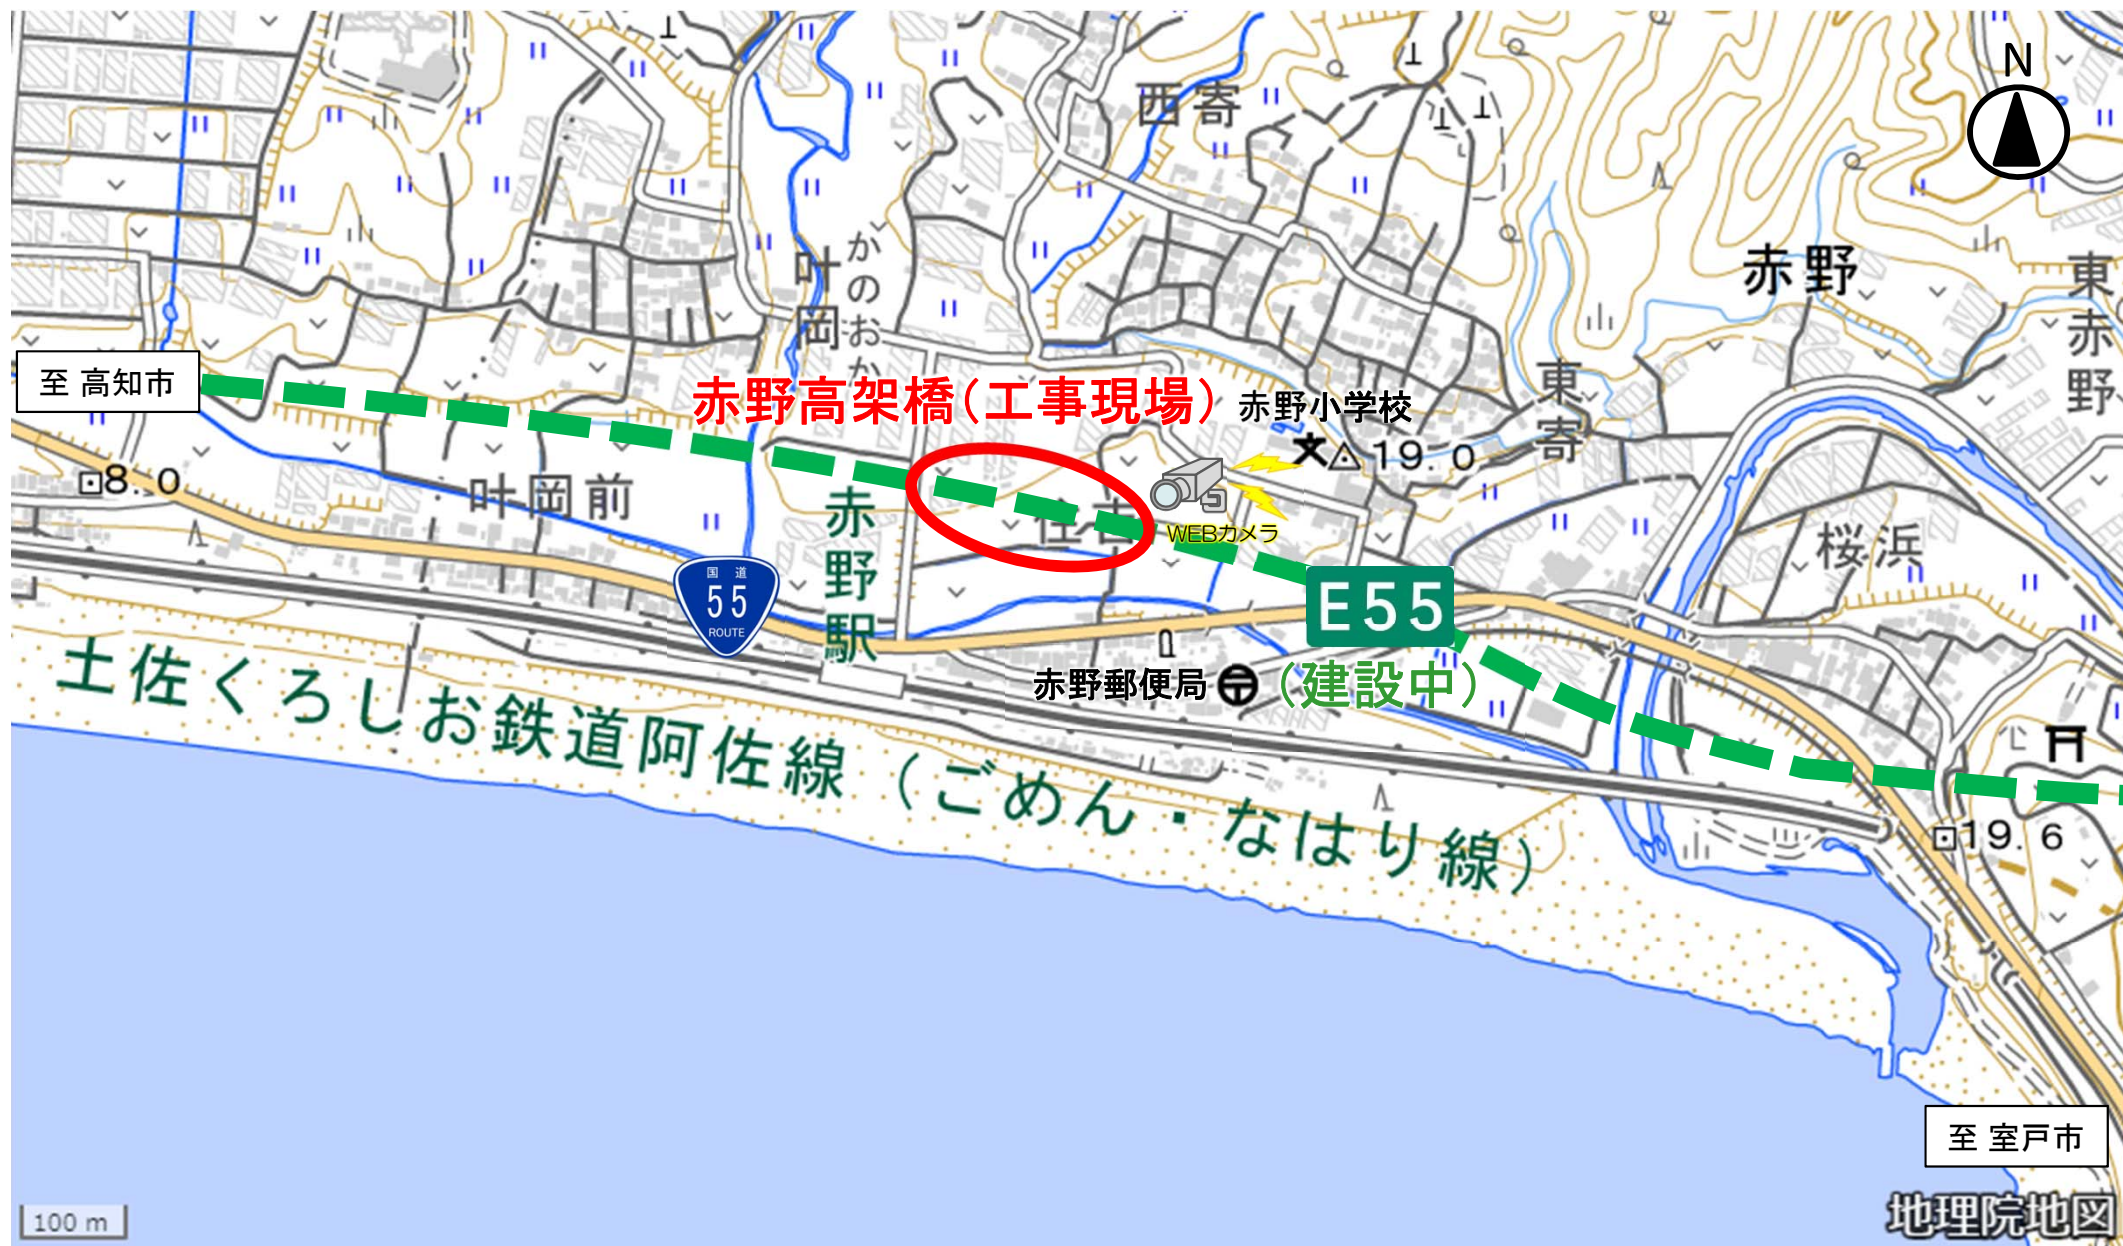 N
西寄
赤野
東赤野
叶岡
かのおか
至 高知市
赤野高架橋(工事現場)
赤野小学校
東寄
19.0
8.0
叶岡前
赤野駅
住吉
WEBカメラ
桜浜
国道
55
ROUTE
E55
(建設中)
赤野郵便局
土佐くろしお鉄道阿佐線(ごめん・なはり線)
19.6
至 室戸市
100 m
地理院地図